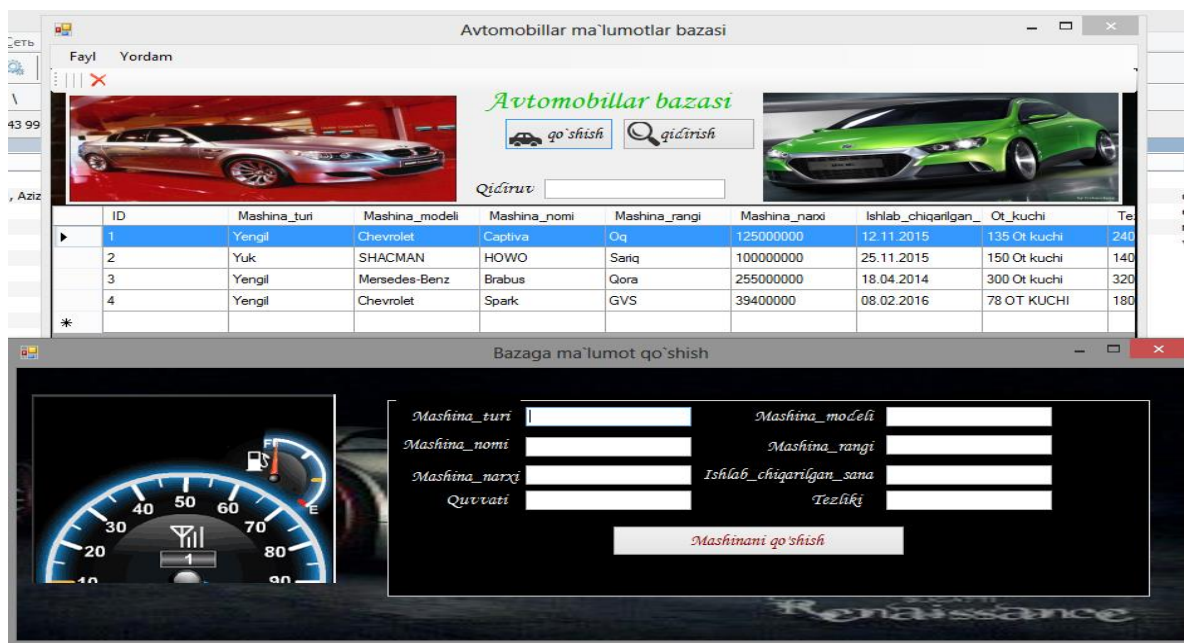 Avtomobillar ma`lumotlar bazasi
Сеть
Fayl Yordam
\
43 99
Avtomobillar bazasi
qo`shish qidirish
, Aziz
Qidiruv
ID Mashina_turi Mashina_modeli Mashina_nomi Mashina_rangi Mashina_narxi Ishlab_chiqarilgan_ Ot_kuchi Te
1 Yengil Chevrolet Captiva Oq 125000000 12.11.2015 135 Ot kuchi 240
2 Yuk SHACMAN HOWO Sariq 100000000 25.11.2015 150 Ot kuchi 140
3 Yengil Mersedes-Benz Brabus Qora 255000000 18.04.2014 300 Ot kuchi 320
4 Yengil Chevrolet Spark GVS 39400000 08.02.2016 78 OT KUCHI 180
Bazaga ma`lumot qo`shish
Mashina_turi Mashina_modeli
Mashina_nomi Mashina_rangi
Mashina_narxi Ishlab_chiqarilgan_sana
Quvvati Tezliki
Mashinani qo'shish
F
E
10 20 30 40 50 60 70 80 90
1
Renaissance